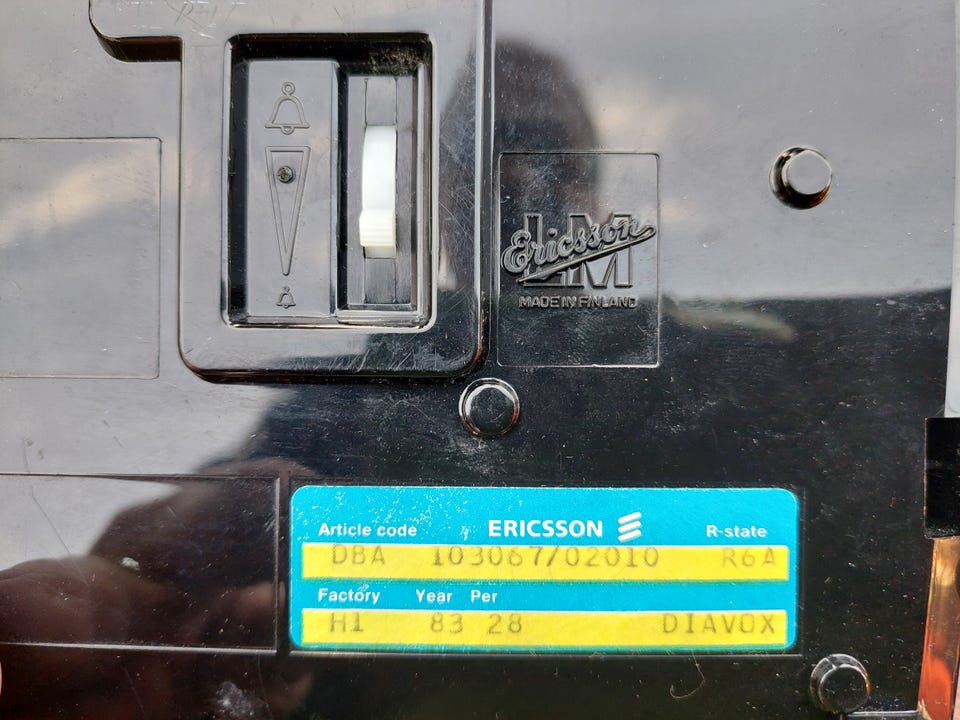 LM
Ericsson
MADE IN FINLAND
Article code ERICSSON R-state
DBA 103067/02010 R6A
Factory Year Per
H1 83 28 DIAVOX